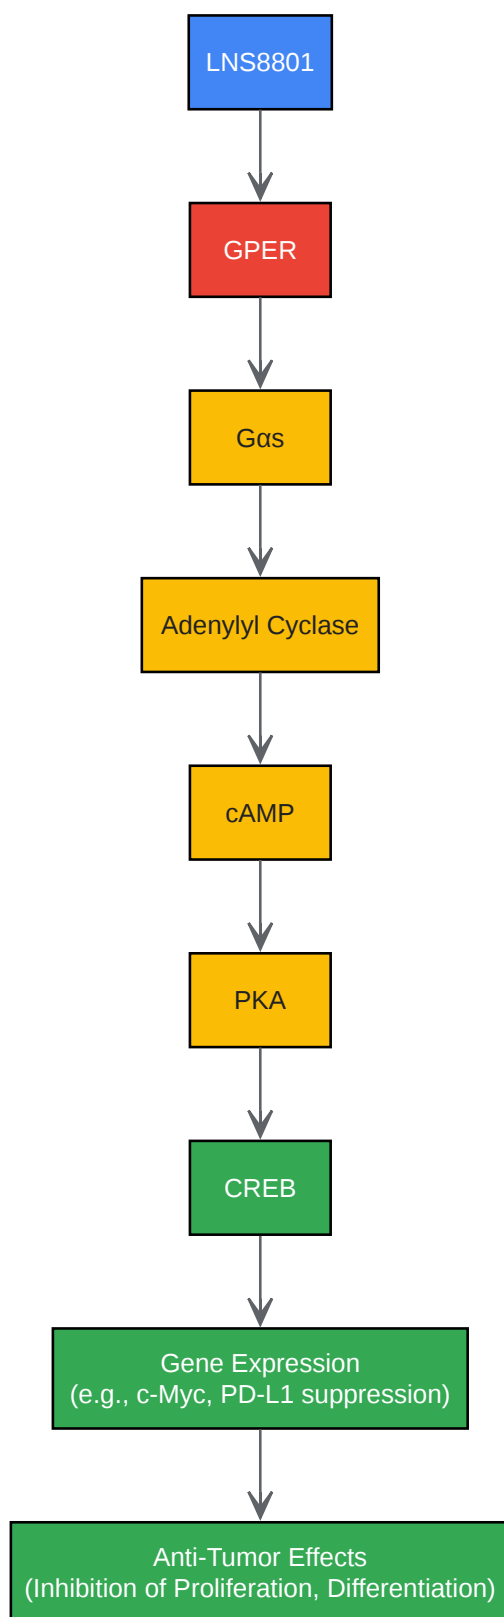 LNS8801
GPER
Gαs
Adenylyl Cyclase
cAMP
PKA
CREB
Gene Expression
(e.g., c-Myc, PD-L1 suppression)
Anti-Tumor Effects
(Inhibition of Proliferation, Differentiation)